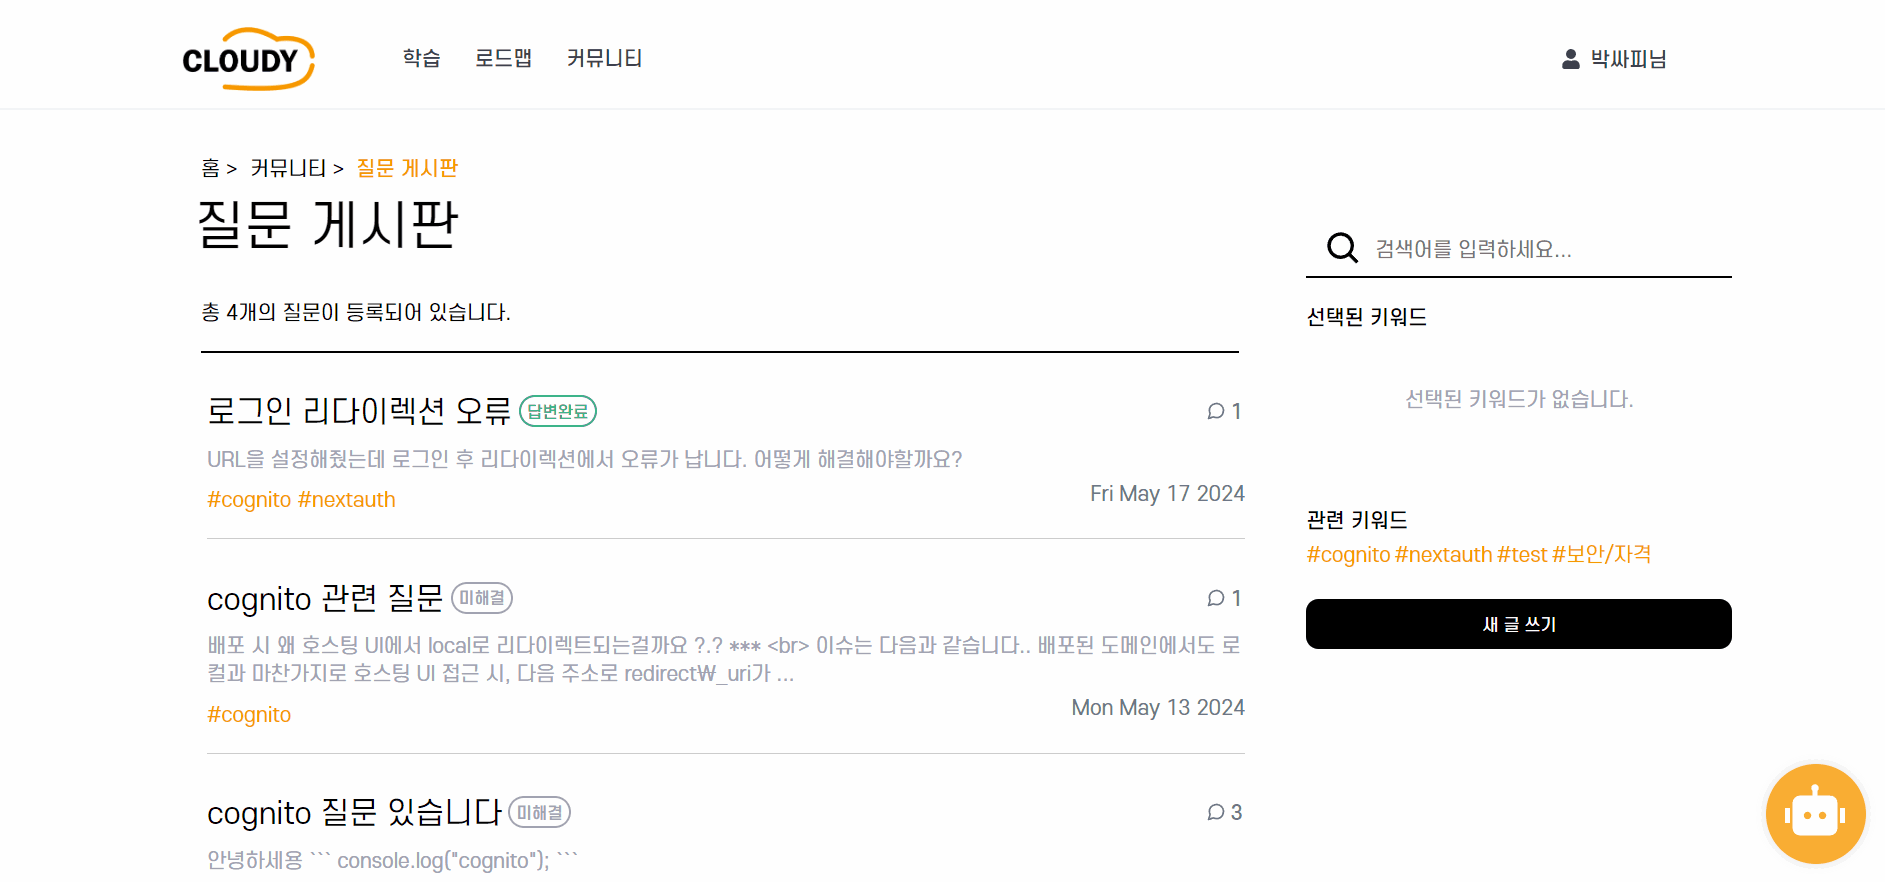 CLOUDY
학습 로드맵 커뮤니티
박싸피님
홈 > 커뮤니티 > 질문 게시판
질문 게시판
총 4개의 질문이 등록되어 있습니다.
로그인 리다이렉션 오류 답변완료
1
URL을 설정해줬는데 로그인 후 리다이렉션에서 오류가 납니다. 어떻게 해결해야할까요?
#cognito #nextauth
Fri May 17 2024
cognito 관련 질문 미해결
1
배포 시 왜 호스팅 UI에서 local로 리다이렉트되는걸까요 ?.? *** <br> 이슈는 다음과 같습니다.. 배포된 도메인에서도 로
컬과 마찬가지로 호스팅 UI 접근 시, 다음 주소로 redirect₩_uri가 ...
#cognito
Mon May 13 2024
cognito 질문 있습니다 미해결
3
안녕하세용 ``` console.log("cognito"); ```
검색어를 입력하세요...
선택된 키워드
선택된 키워드가 없습니다.
관련 키워드
#cognito #nextauth #test #보안/자격
새 글 쓰기